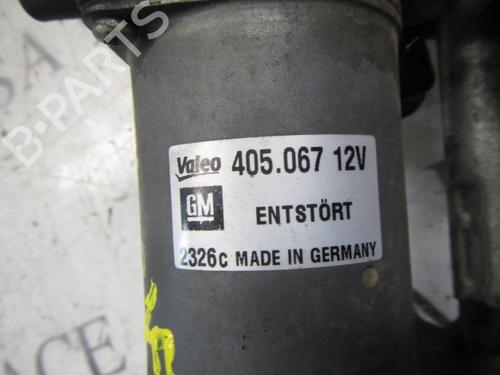 B-PARTS
Valeo 405.067 12V
GM ENTSTÖRT
2326c MADE IN GERMANY